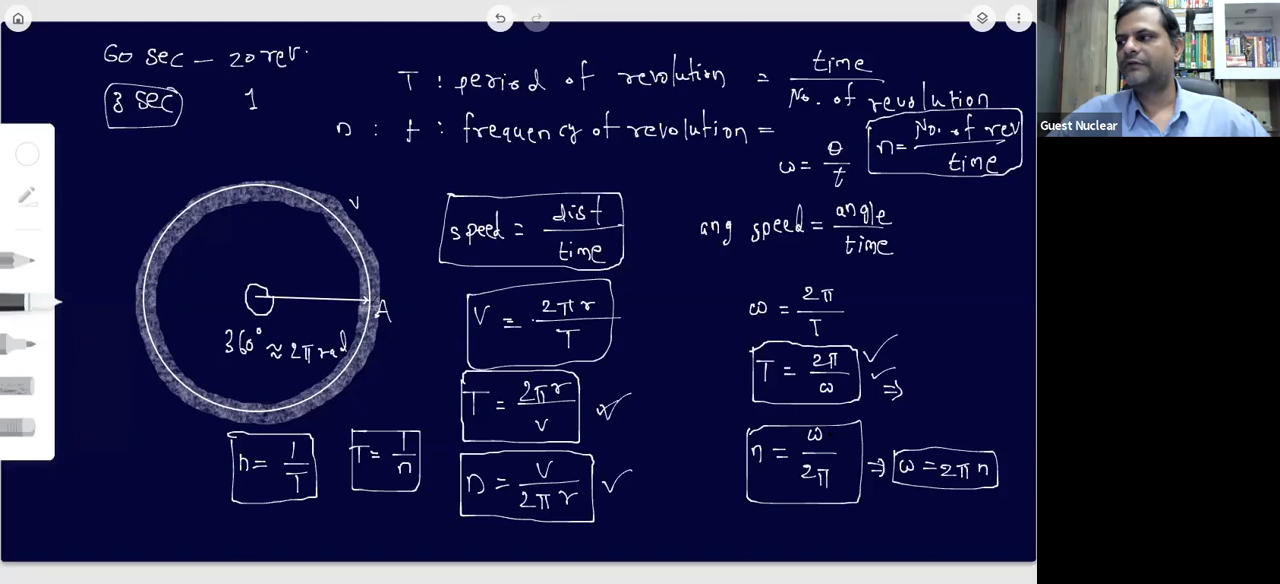 60 sec — 20 rev.
3 sec 1
T : period of revolution = time / No. of revolution
n : f : frequency of revolution =
n = No. of rev / time
ω = θ / t
V
speed = dist / time
ang speed = angle / time
A
360° ≈ 2π rad
V = 2πr / T
ω = 2π / T
T = 2πr / v ✓
T = 2π / ω ✓ ✓ ⇒
n = 1 / T
T = 1 / n
n = V / 2πr ✓
n = ω / 2π ⇒ ω = 2πn
Guest Nuclear